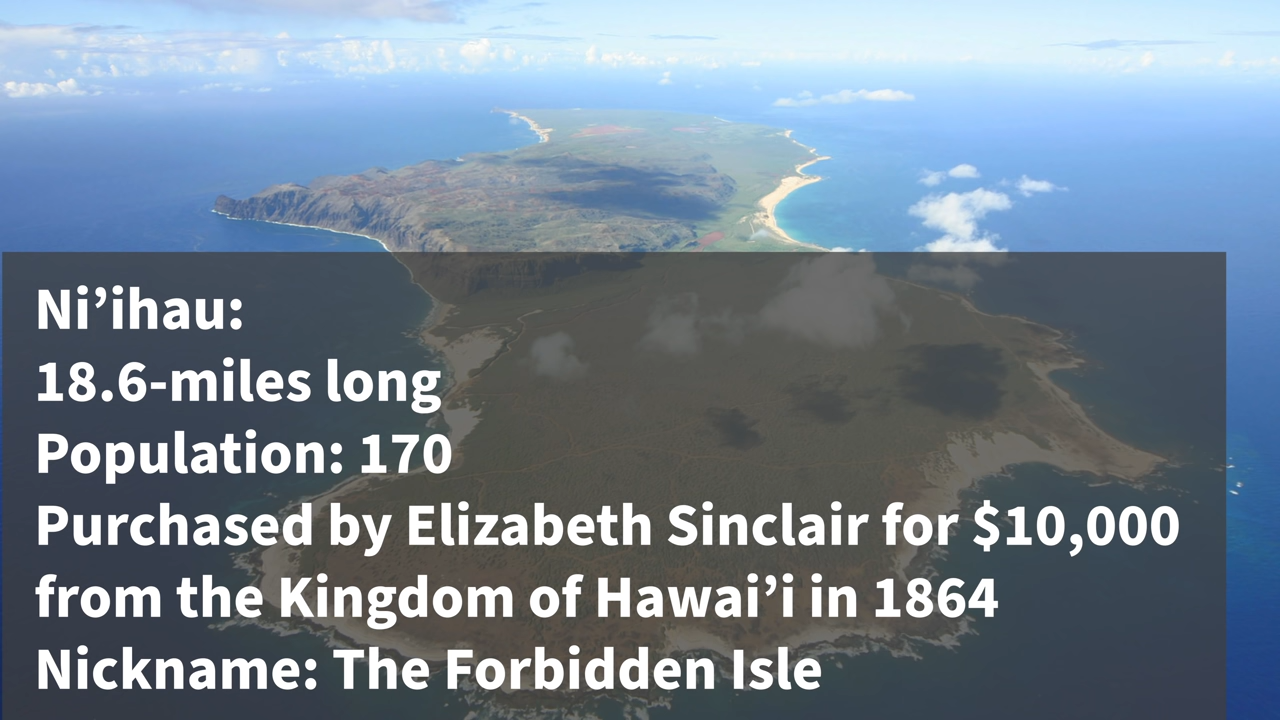 Ni’ihau:
18.6-miles long
Population: 170
Purchased by Elizabeth Sinclair for $10,000
from the Kingdom of Hawai’i in 1864
Nickname: The Forbidden Isle